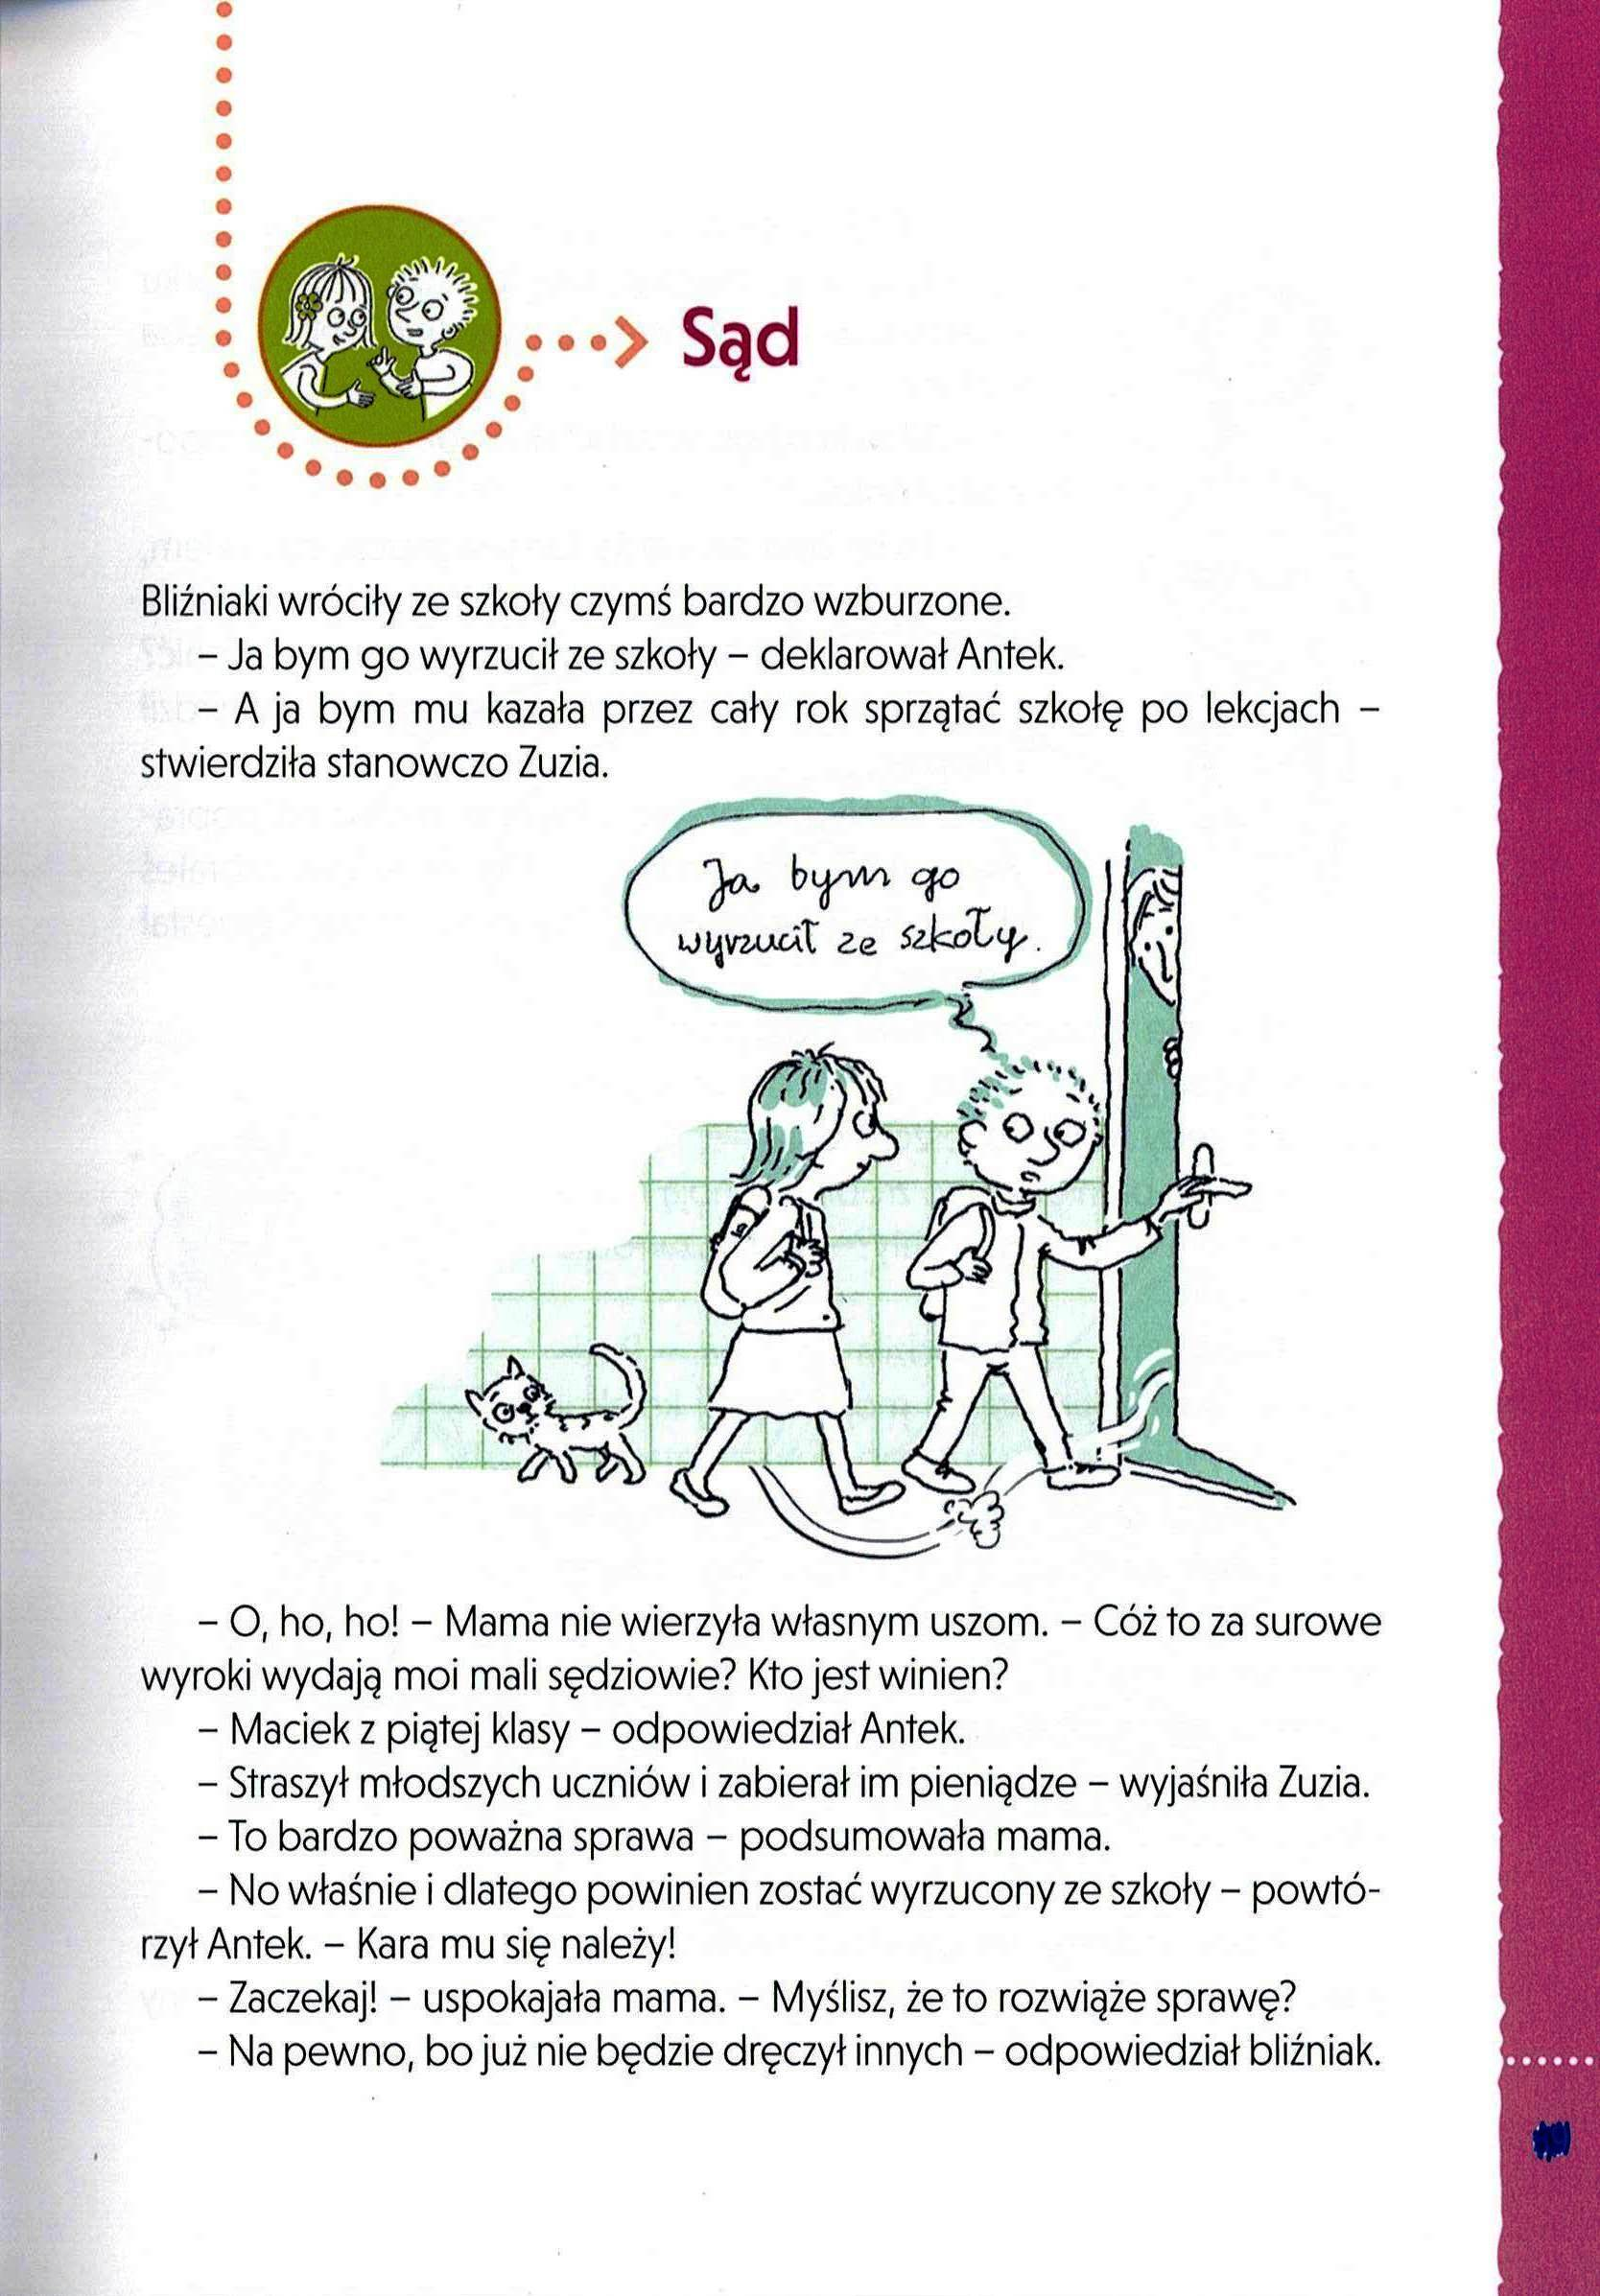 Sąd
Bliźniaki wróciły ze szkoły czymś bardzo wzburzone.
– Ja bym go wyrzucił ze szkoły – deklarował Antek.
– A ja bym mu kazała przez cały rok sprzątać szkołę po lekcjach –
stwierdziła stanowczo Zuzia.
Ja bym go
wyrzucił ze szkoły.
– O, ho, ho! – Mama nie wierzyła własnym uszom. – Cóż to za surowe
wyroki wydają moi mali sędziowie? Kto jest winien?
– Maciek z piątej klasy – odpowiedział Antek.
– Straszył młodszych uczniów i zabierał im pieniądze – wyjaśniła Zuzia.
– To bardzo poważna sprawa – podsumowała mama.
– No właśnie i dlatego powinien zostać wyrzucony ze szkoły – powtó-
rzył Antek. – Kara mu się należy!
– Zaczekaj! – uspokajała mama. – Myślisz, że to rozwiąże sprawę?
– Na pewno, bo już nie będzie dręczył innych – odpowiedział bliźniak.